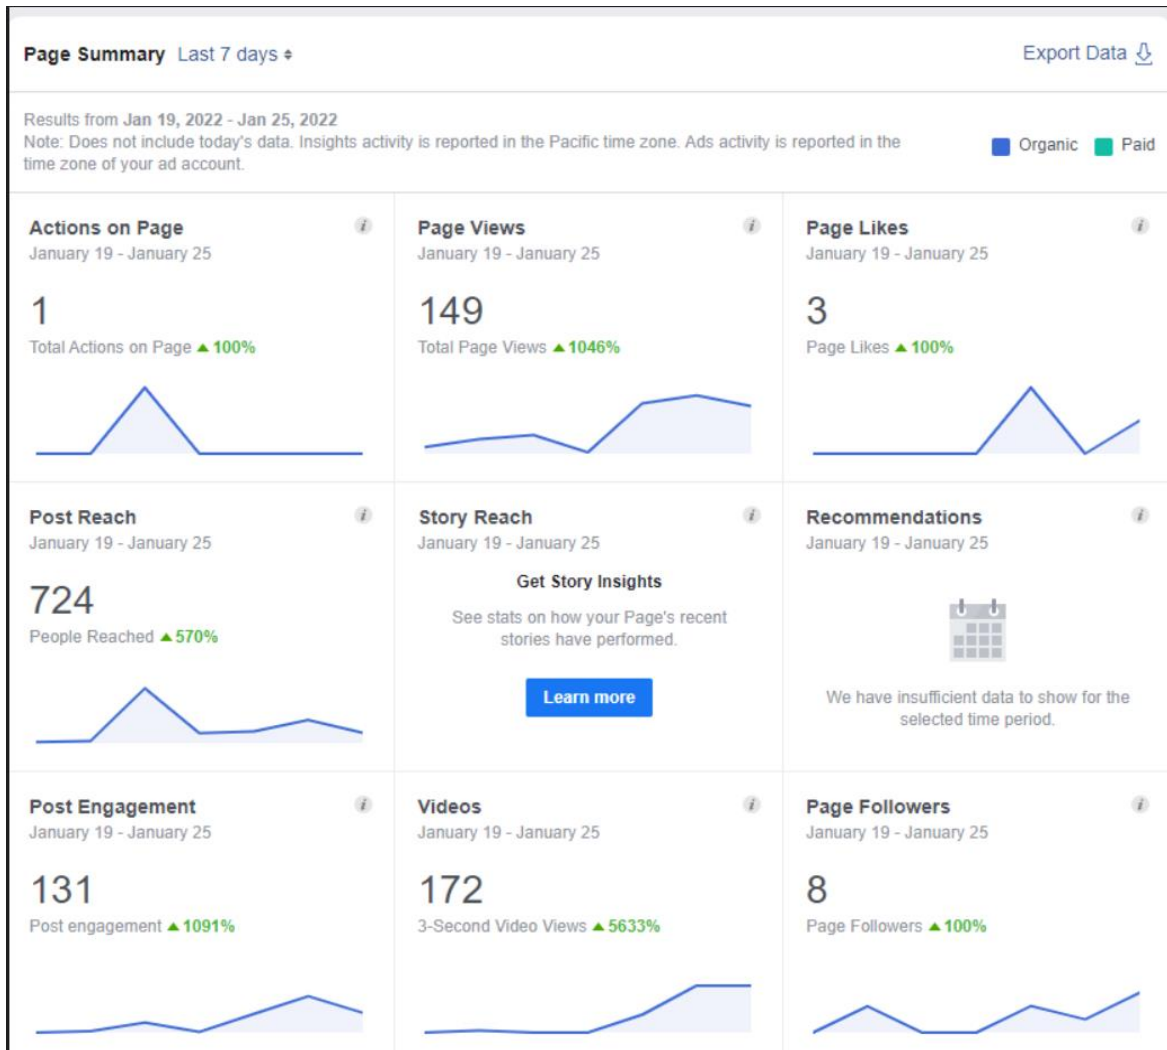 Page Summary Last 7 days
Export Data
Results from Jan 19, 2022 - Jan 25, 2022
Note: Does not include today's data. Insights activity is reported in the Pacific time zone. Ads activity is reported in the
time zone of your ad account.
Organic Paid
Actions on Page
January 19 - January 25
1
Total Actions on Page ▲ 100%
Page Views
January 19 - January 25
149
Total Page Views ▲ 1046%
Page Likes
January 19 - January 25
3
Page Likes ▲ 100%
Post Reach
January 19 - January 25
724
People Reached ▲ 570%
Story Reach
January 19 - January 25
Get Story Insights
See stats on how your Page's recent
stories have performed.
Learn more
Recommendations
January 19 - January 25
We have insufficient data to show for the
selected time period.
Post Engagement
January 19 - January 25
131
Post engagement ▲ 1091%
Videos
January 19 - January 25
172
3-Second Video Views ▲ 5633%
Page Followers
January 19 - January 25
8
Page Followers ▲ 100%